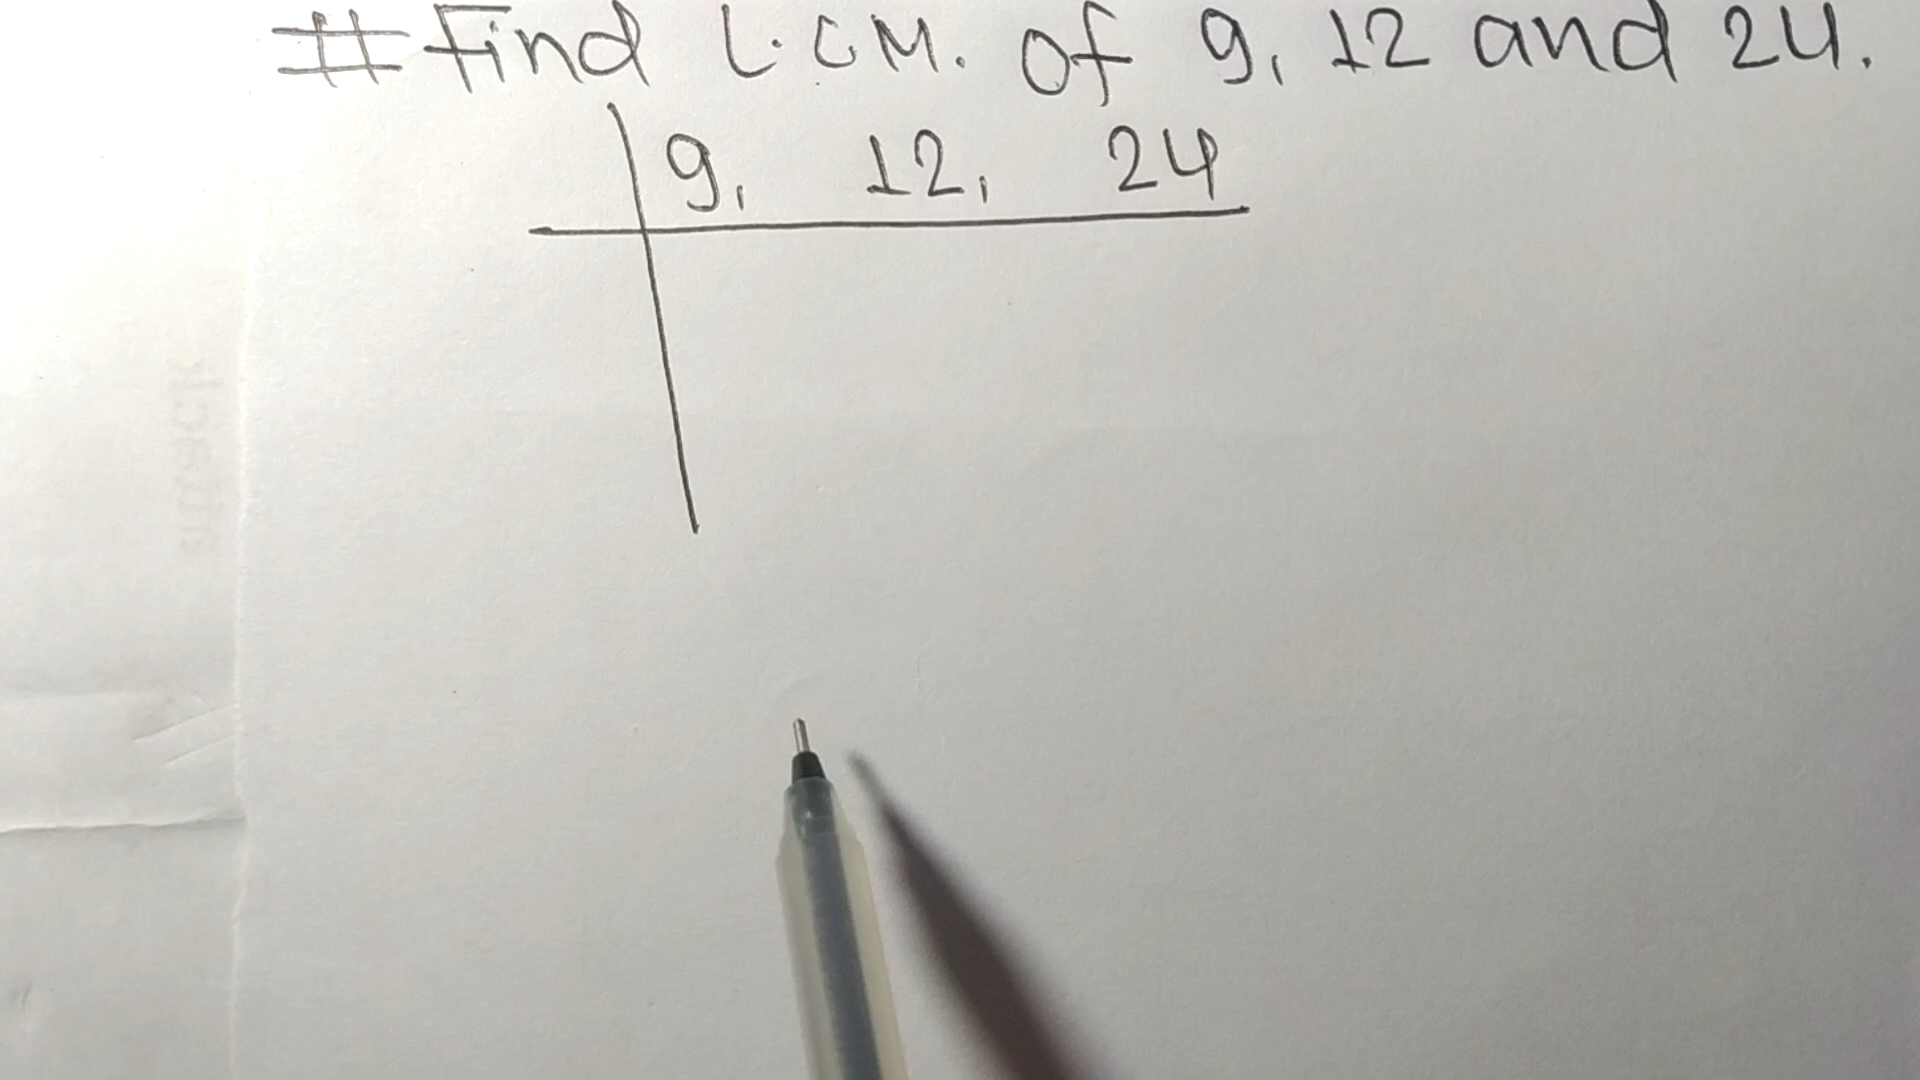 # Find L.C.M. of 9, 12 and 24.
9, 12, 24